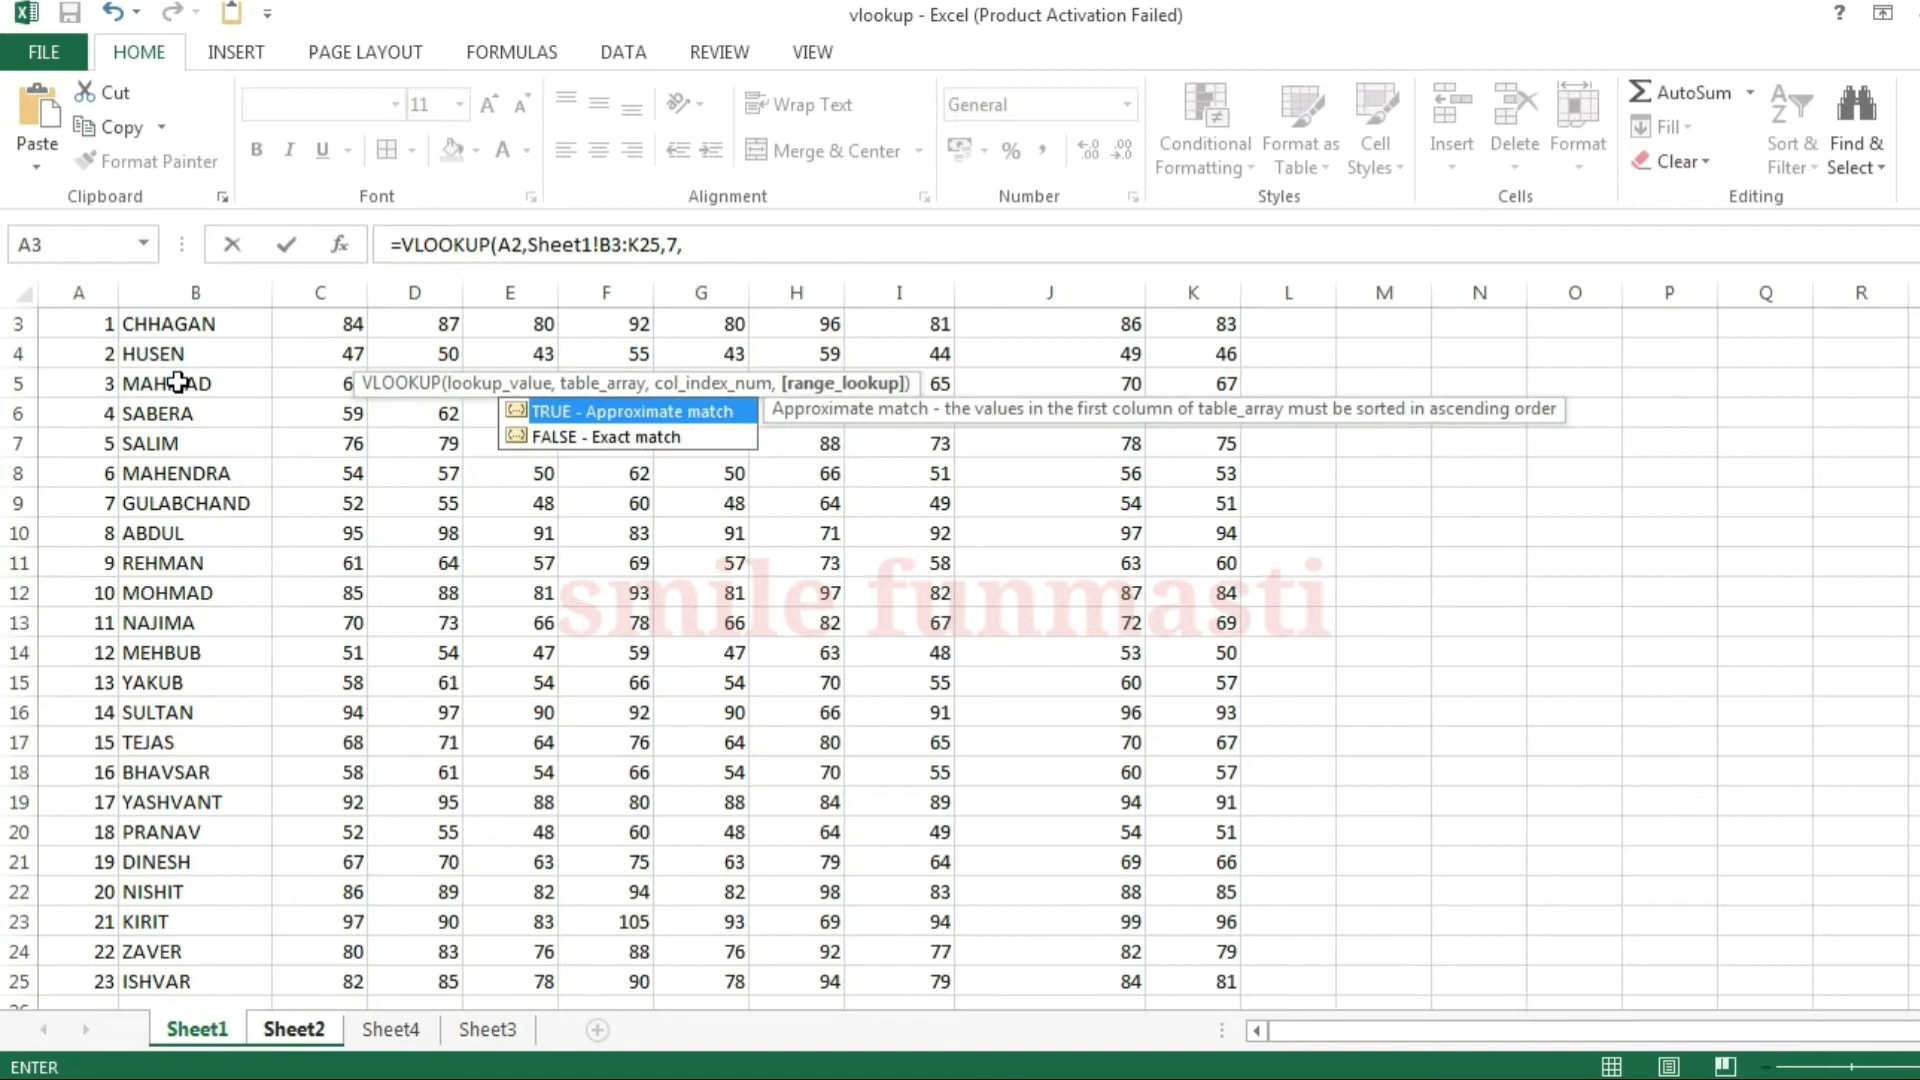 vlookup - Excel (Product Activation Failed)
FILE HOME INSERT PAGE LAYOUT FORMULAS DATA REVIEW VIEW
Paste Cut Copy Format Painter Clipboard
11 B I U A Font
Wrap Text Merge & Center Alignment
General % Number
Conditional Formatting Format as Table Cell Styles Styles
Insert Delete Format Cells
AutoSum Fill Clear Sort & Filter Find & Select Editing
A3 fx =VLOOKUP(A2,Sheet1!B3:K25,7,
A B C D E F G H I J K L M N O P Q R
3 1 CHHAGAN 84 87 80 92 80 96 81 86 83
4 2 HUSEN 47 50 43 55 43 59 44 49 46
5 3 6 VLOOKUP(lookup_value, table_array, col_index_num, [range_lookup]) 65 70 67
6 4 SABERA 59 62 TRUE - Approximate match Approximate match - the values in the first column of table_array must be sorted in ascending order
7 5 SALIM 76 79 FALSE - Exact match 88 73 78 75
8 6 MAHENDRA 54 57 50 62 50 66 51 56 53
9 7 GULABCHAND 52 55 48 60 48 64 49 54 51
10 8 ABDUL 95 98 91 83 91 71 92 97 94
11 9 REHMAN 61 64 57 69 57 73 58 63 60
12 10 MOHMAD 85 88 81 93 81 97 82 87 84
smile funmasti
13 11 NAJIMA 70 73 66 78 66 82 67 72 69
14 12 MEHBUB 51 54 47 59 47 63 48 53 50
15 13 YAKUB 58 61 54 66 54 70 55 60 57
16 14 SULTAN 94 97 90 92 90 66 91 96 93
17 15 TEJAS 68 71 64 76 64 80 65 70 67
18 16 BHAVSAR 58 61 54 66 54 70 55 60 57
19 17 YASHVANT 92 95 88 80 88 84 89 94 91
20 18 PRANAV 52 55 48 60 48 64 49 54 51
21 19 DINESH 67 70 63 75 63 79 64 69 66
22 20 NISHIT 86 89 82 94 82 98 83 88 85
23 21 KIRIT 97 90 83 105 93 69 94 99 96
24 22 ZAVER 80 83 76 88 76 92 77 82 79
25 23 ISHVAR 82 85 78 90 78 94 79 84 81
Sheet1 Sheet2 Sheet4 Sheet3
ENTER